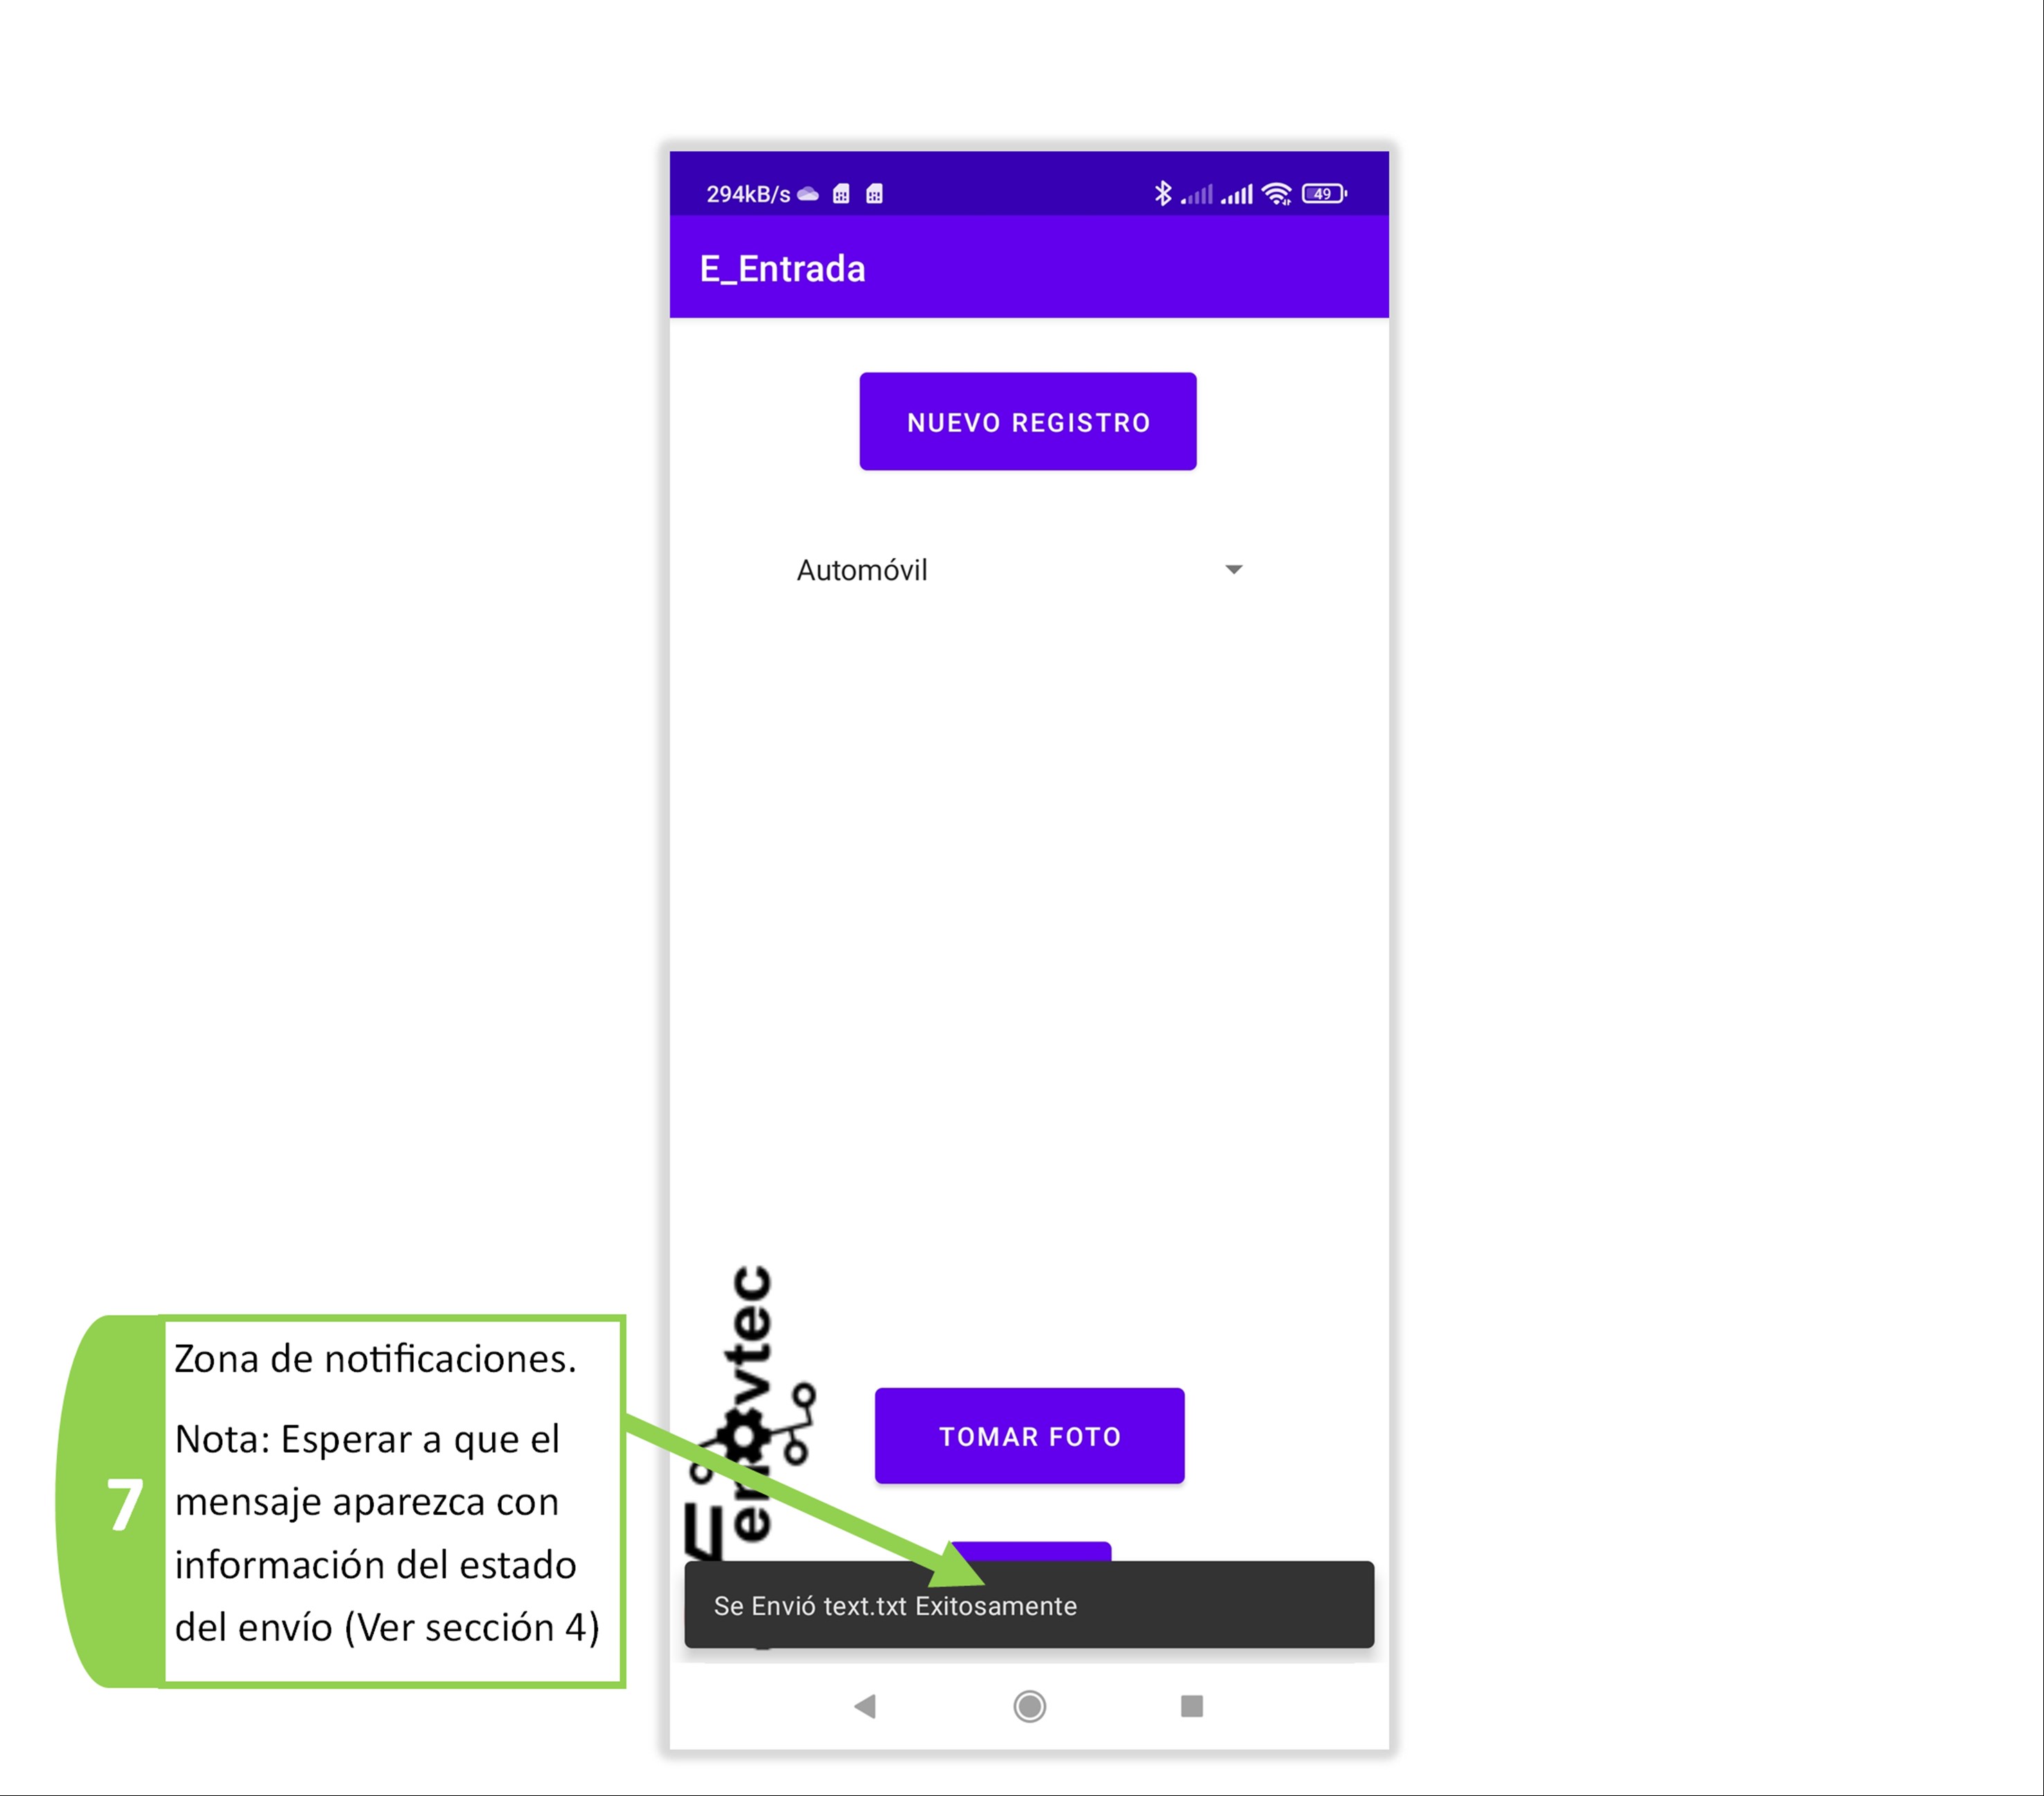 294kB/s
49
E_Entrada
NUEVO REGISTRO
Automóvil
Zona de notificaciones.
Nota: Esperar a que el
mensaje aparezca con
información del estado
del envío (Ver sección 4)
7
TOMAR FOTO
Se Envió text.txt Exitosamente